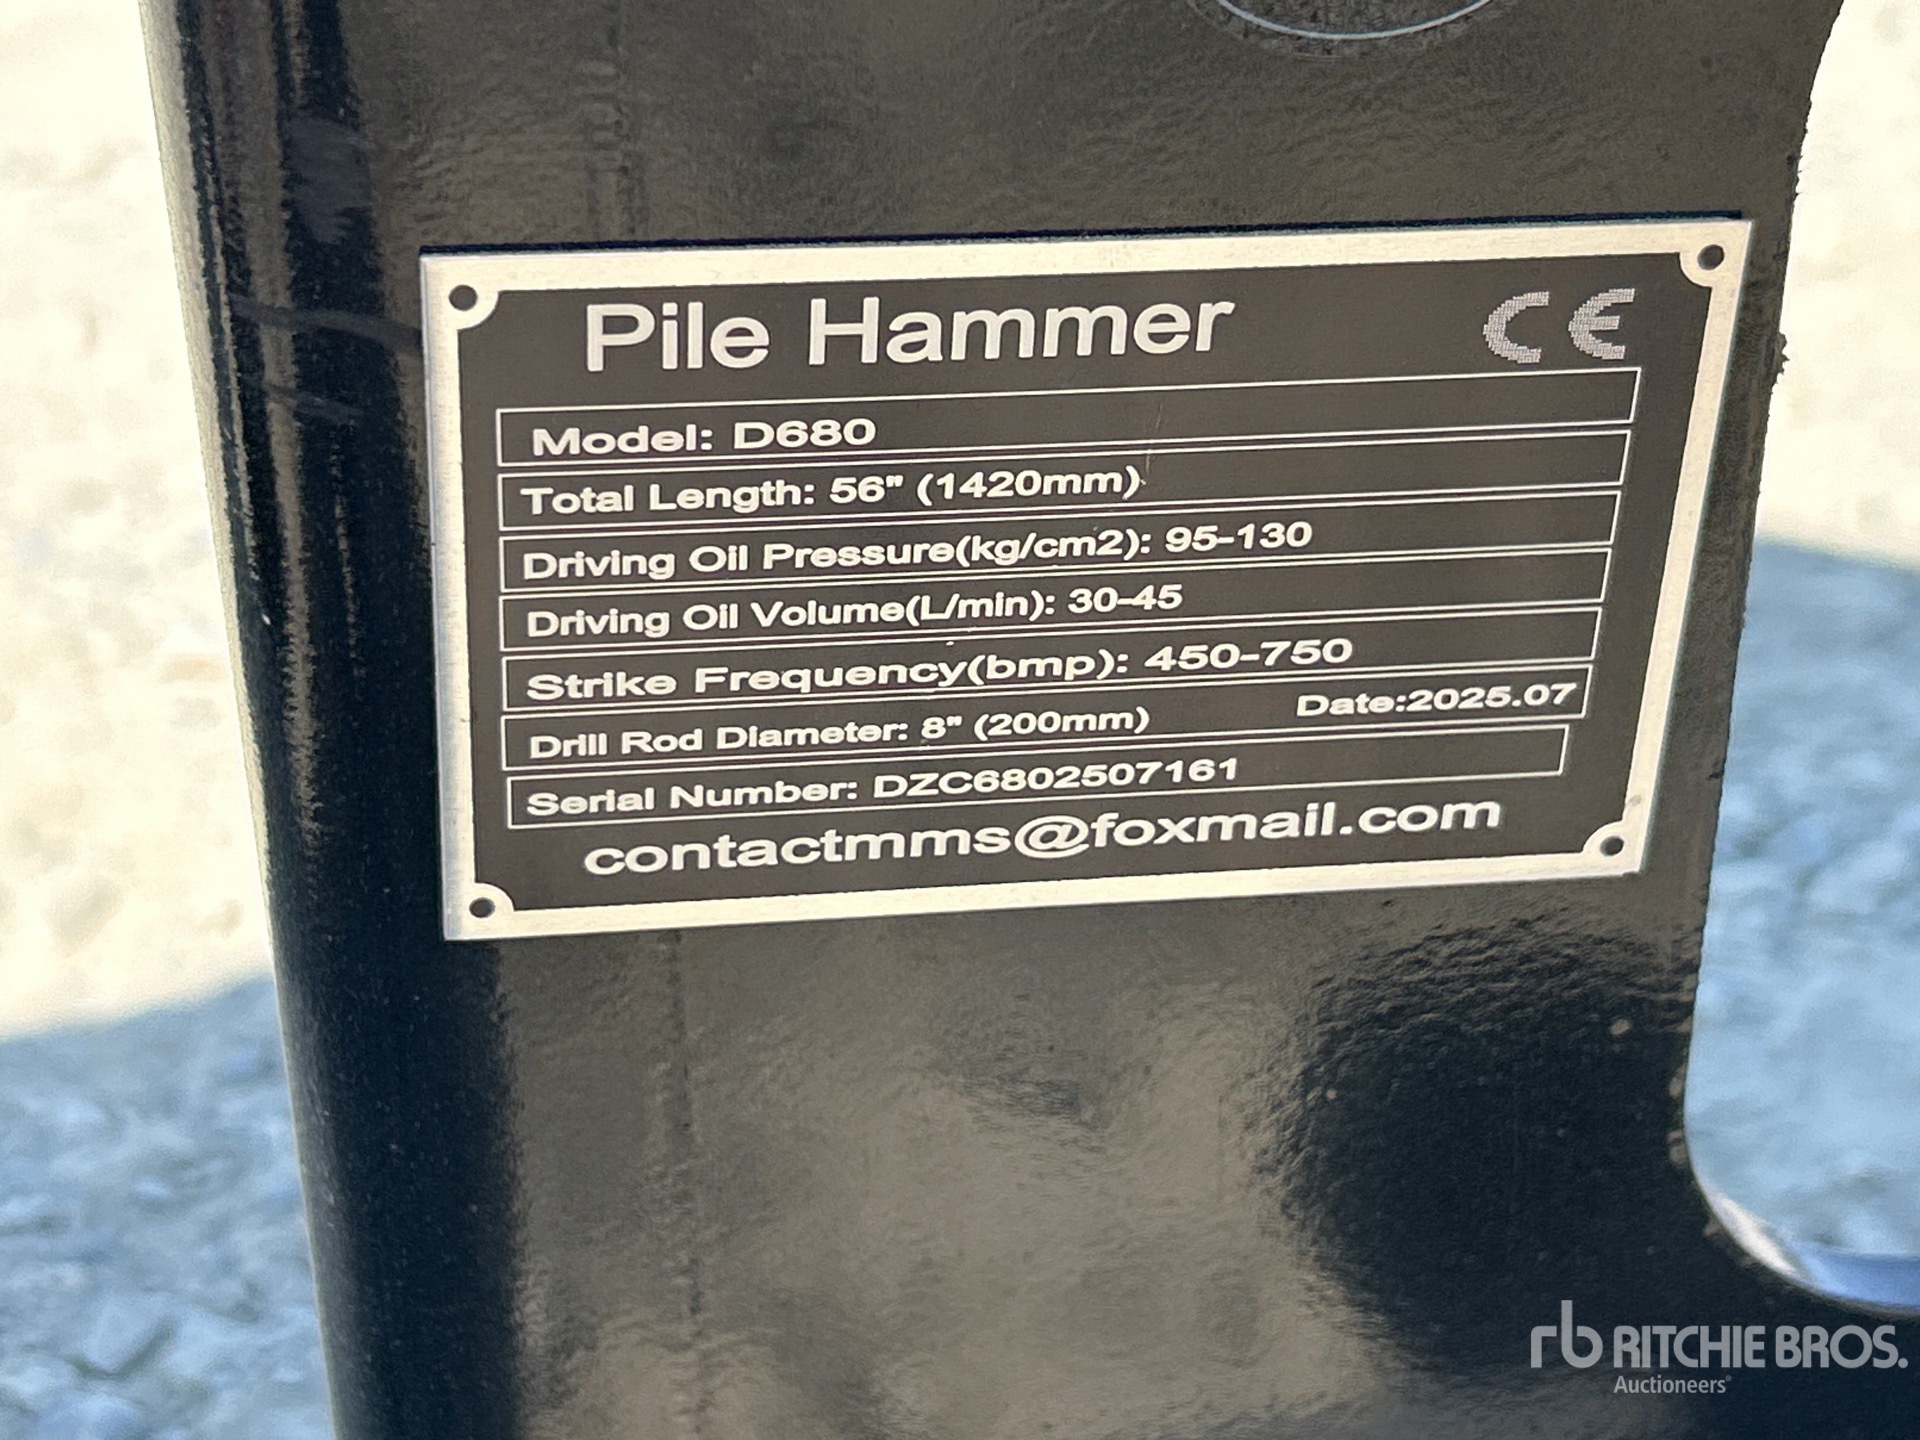 Pile Hammer
CE
Model: D680
Total Length: 56" (1420mm)
Driving Oil Pressure(kg/cm2): 95-130
Driving Oil Volume(L/min): 30-45
Strike Frequency(bmp): 450-750
Drill Rod Diameter: 8" (200mm) Date:2025.07
Serial Number: DZC6802507161
contactmms@foxmail.com
rb RITCHIE BROS.
Auctioneers®